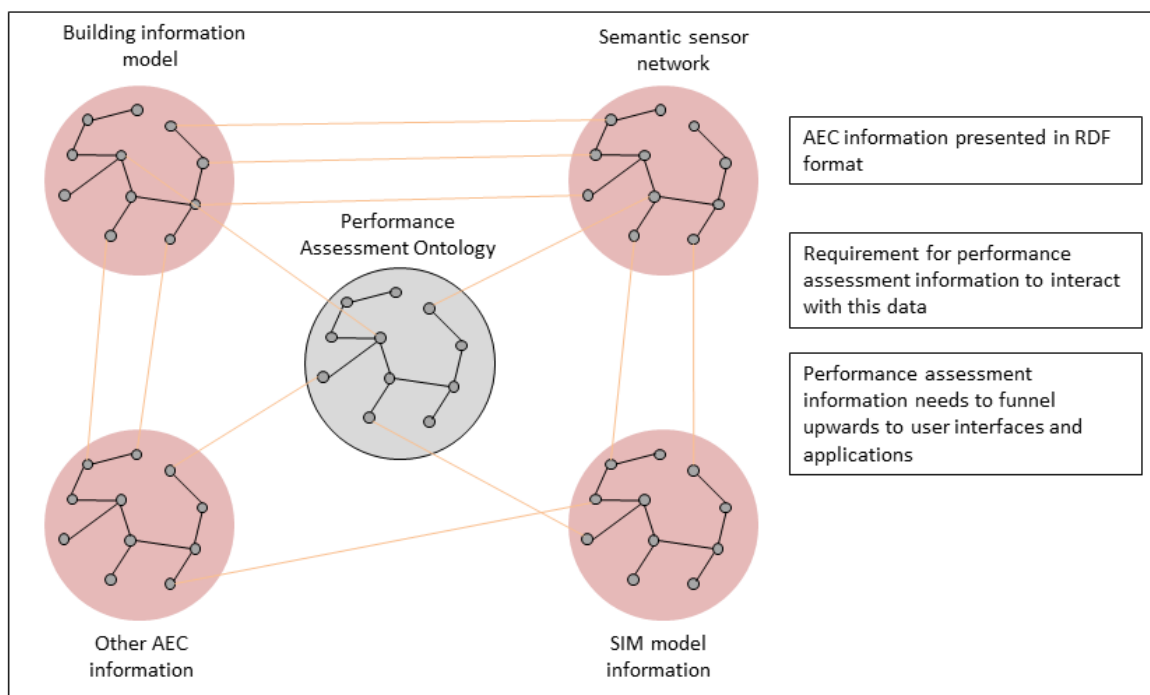 Building information
model
Semantic sensor
network
AEC information presented in RDF
format
Performance
Assessment Ontology
Requirement for performance
assessment information to interact
with this data
Performance assessment
information needs to funnel
upwards to user interfaces and
applications
Other AEC
information
SIM model
information